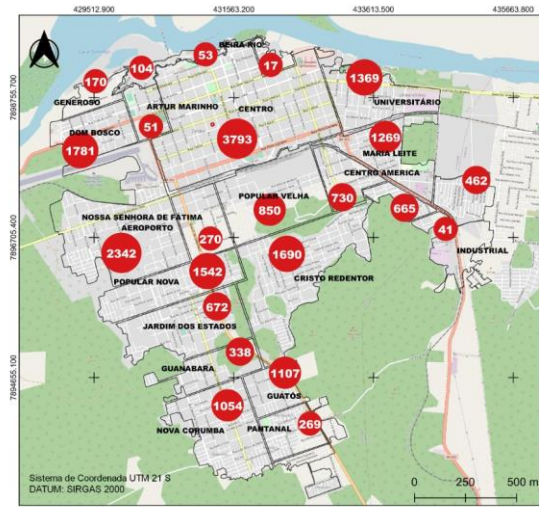 429512.900 431563.200 433613.500 435663.800
7898755.700
7896705.400
7894655.100
BEIRA RIO
53
17
104
170
1369
GENEROSO
ARTUR MARINHO
CENTRO
UNIVERSITÁRIO
51
DOM BOSCO
3793
1269
1781
MARIA LEITE
CENTRO AMERICA
462
POPULAR VELHA
730
850
665
NOSSA SENHORA DE FÁTIMA
AEROPORTO
270
41
2342
1690
INDUSTRIAL
1542
CRISTO REDENTOR
POPULAR NOVA
672
JARDIM DOS ESTADOS
338
GUANABARA
1107
GUATÓS
1054
269
NOVA CORUMBA
PANTANAL
Sistema de Coordenada UTM 21 S
DATUM: SIRGAS 2000
0 250 500 m